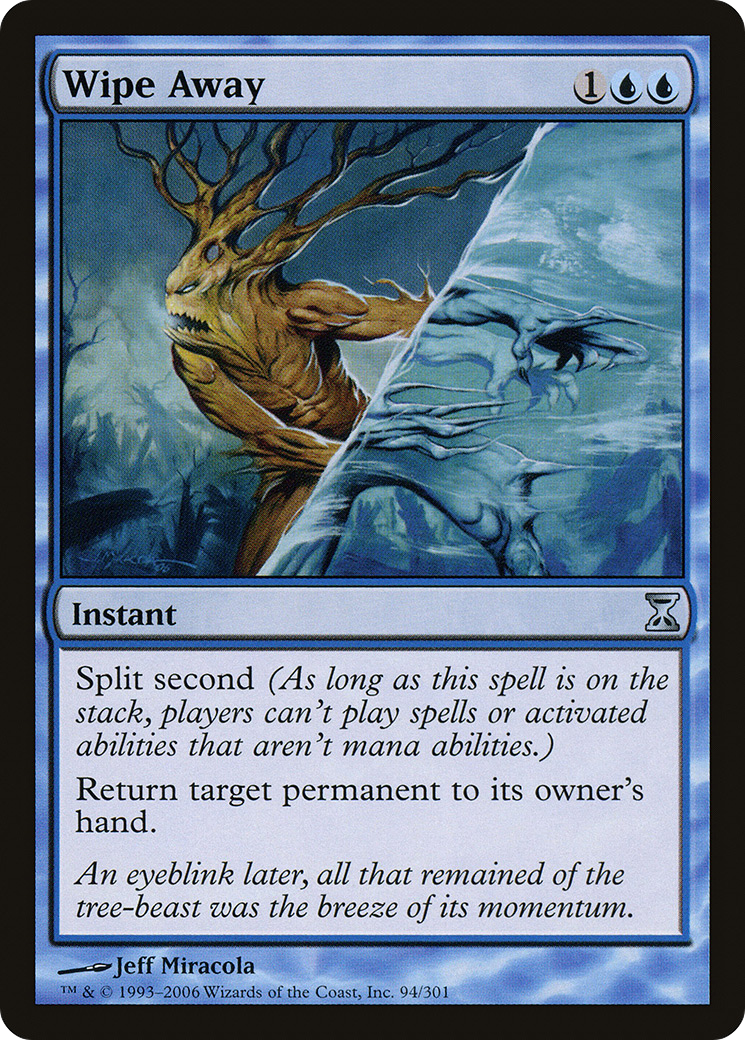 Wipe Away
1
Instant
Split second (As long as this spell is on the
stack, players can't play spells or activated
abilities that aren't mana abilities.)
Return target permanent to its owner's
hand.
An eyeblink later, all that remained of the
tree-beast was the breeze of its momentum.
Jeff Miracola
™ & © 1993–2006 Wizards of the Coast, Inc. 94/301